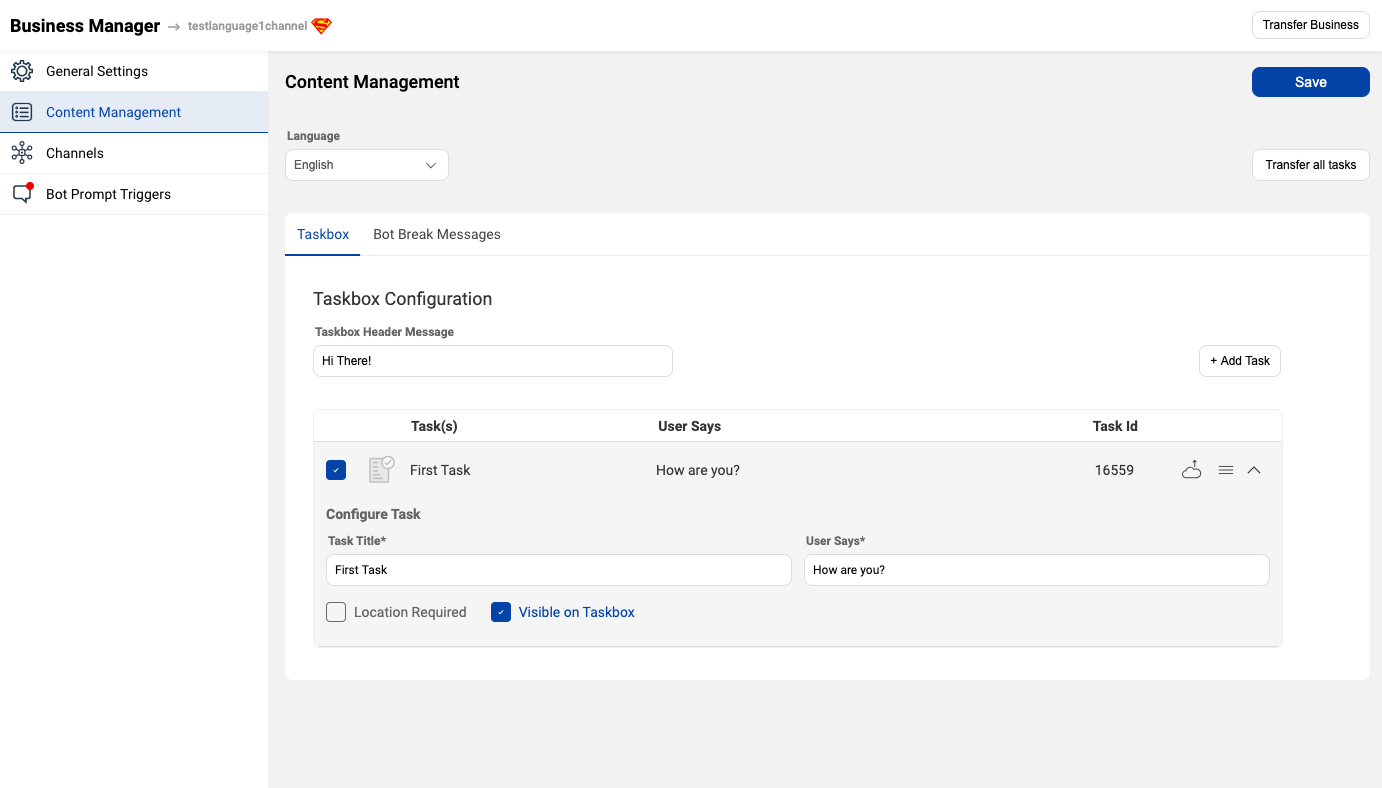 Business Manager → testlanguage1channel
Transfer Business
General Settings
Content Management
Channels
Bot Prompt Triggers
Content Management
Save
Language
English
Transfer all tasks
Taskbox Bot Break Messages
Taskbox Configuration
Taskbox Header Message
Hi There!
+ Add Task
Task(s) User Says Task Id
First Task How are you? 16559
Configure Task
Task Title* User Says*
First Task How are you?
Location Required Visible on Taskbox